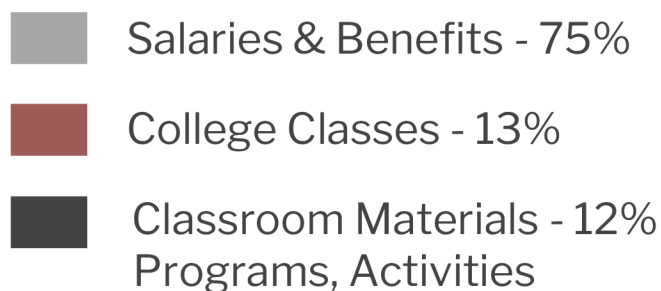 Salaries & Benefits - 75%
College Classes - 13%
Classroom Materials - 12%
Programs, Activities